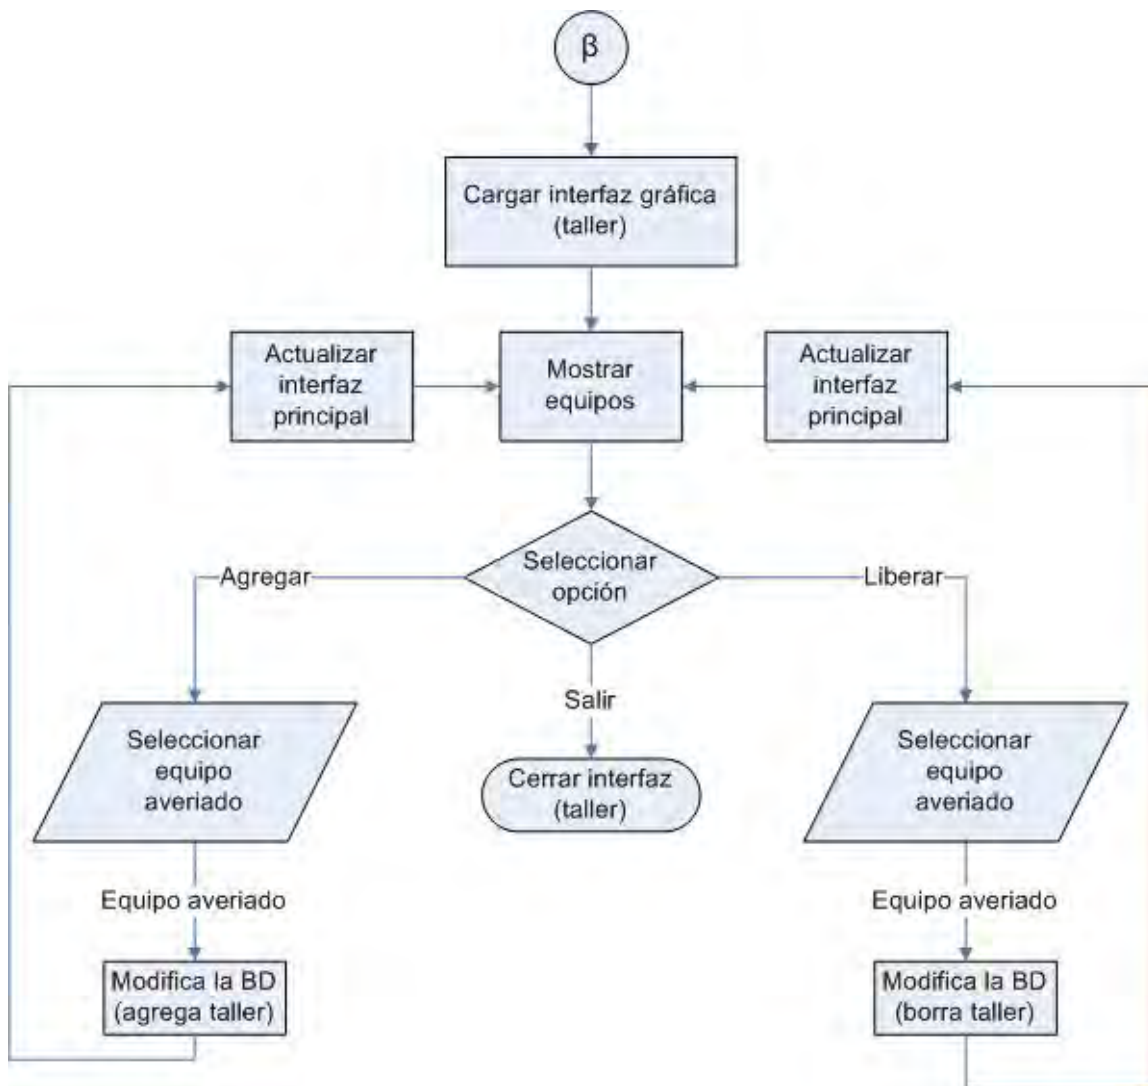 β
Cargar interfaz gráfica
(taller)
Actualizar
interfaz
principal
Mostrar
equipos
Actualizar
interfaz
principal
Seleccionar
opción
Agregar
Liberar
Salir
Seleccionar
equipo
averiado
Cerrar interfaz
(taller)
Seleccionar
equipo
averiado
Equipo averiado
Equipo averiado
Modifica la BD
(agrega taller)
Modifica la BD
(borra taller)